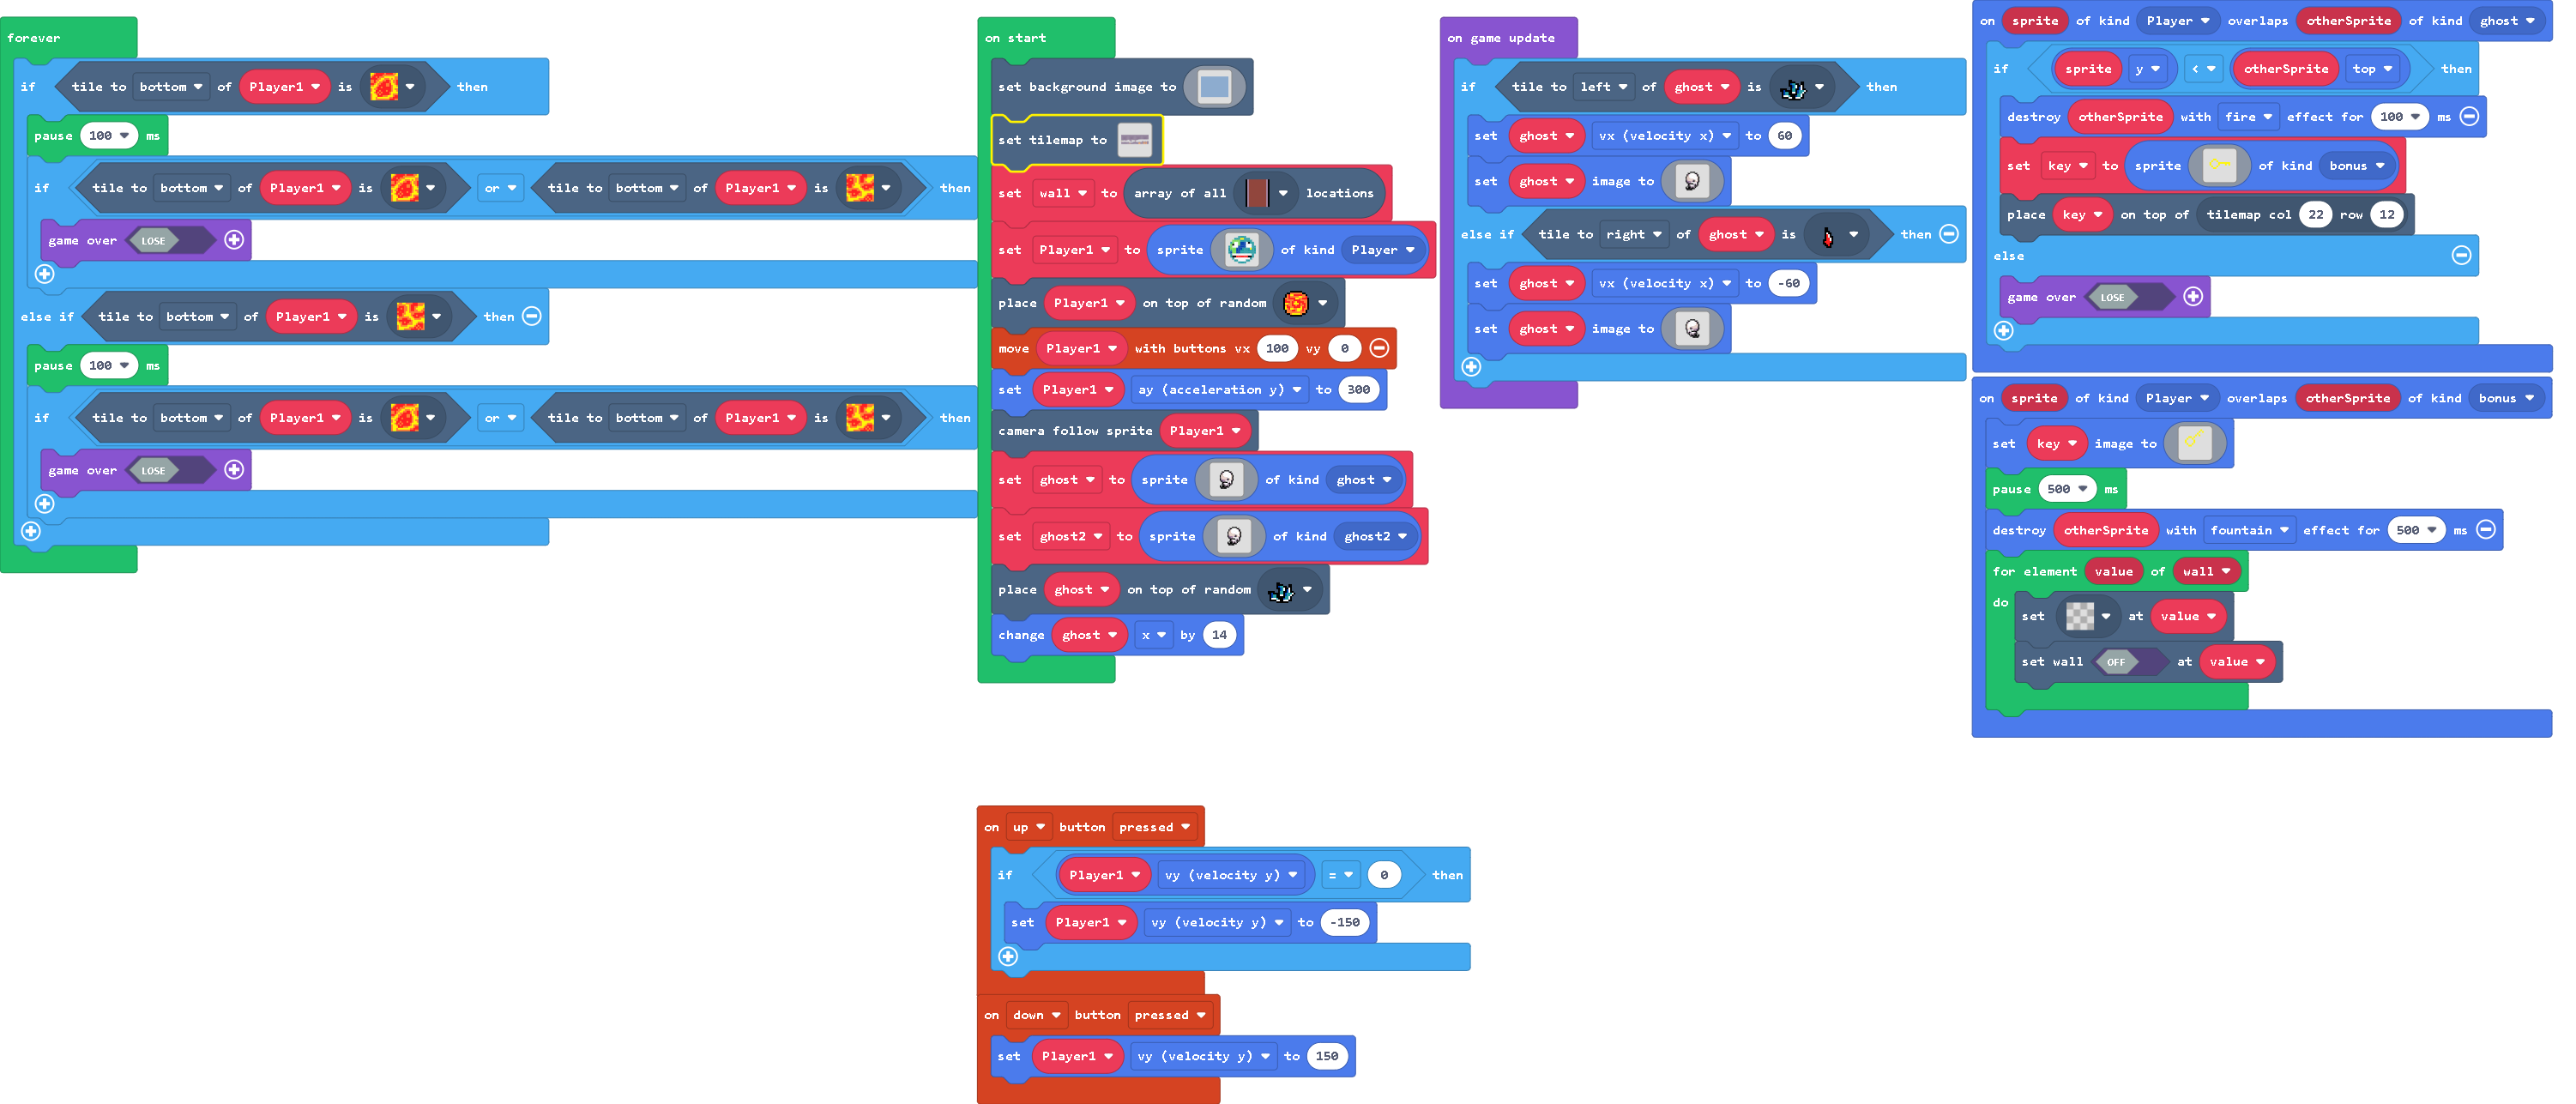 forever
if tile to bottom of Player1 is then
pause 100 ms
if tile to bottom of Player1 is or tile to bottom of Player1 is then
game over LOSE
else if tile to bottom of Player1 is then
pause 100 ms
if tile to bottom of Player1 is or tile to bottom of Player1 is then
game over LOSE
on start
set background image to
set tilemap to
set wall to array of all locations
set Player1 to sprite of kind Player
place Player1 on top of random
move Player1 with buttons vx 100 vy 0
set Player1 ay (acceleration y) to 300
camera follow sprite Player1
set ghost to sprite of kind ghost
set ghost2 to sprite of kind ghost2
place ghost on top of random
change ghost x by 14
on game update
if tile to left of ghost is then
set ghost vx (velocity x) to 60
set ghost image to
else if tile to right of ghost is then
set ghost vx (velocity x) to -60
set ghost image to
on sprite of kind Player overlaps otherSprite of kind ghost
if sprite y < otherSprite top then
destroy otherSprite with fire effect for 100 ms
set key to sprite of kind bonus
place key on top of tilemap col 22 row 12
else
game over LOSE
on sprite of kind Player overlaps otherSprite of kind bonus
set key image to
pause 500 ms
destroy otherSprite with fountain effect for 500 ms
for element value of wall
do set at value
set wall OFF at value
on up button pressed
if Player1 vy (velocity y) = 0 then
set Player1 vy (velocity y) to -150
on down button pressed
set Player1 vy (velocity y) to 150